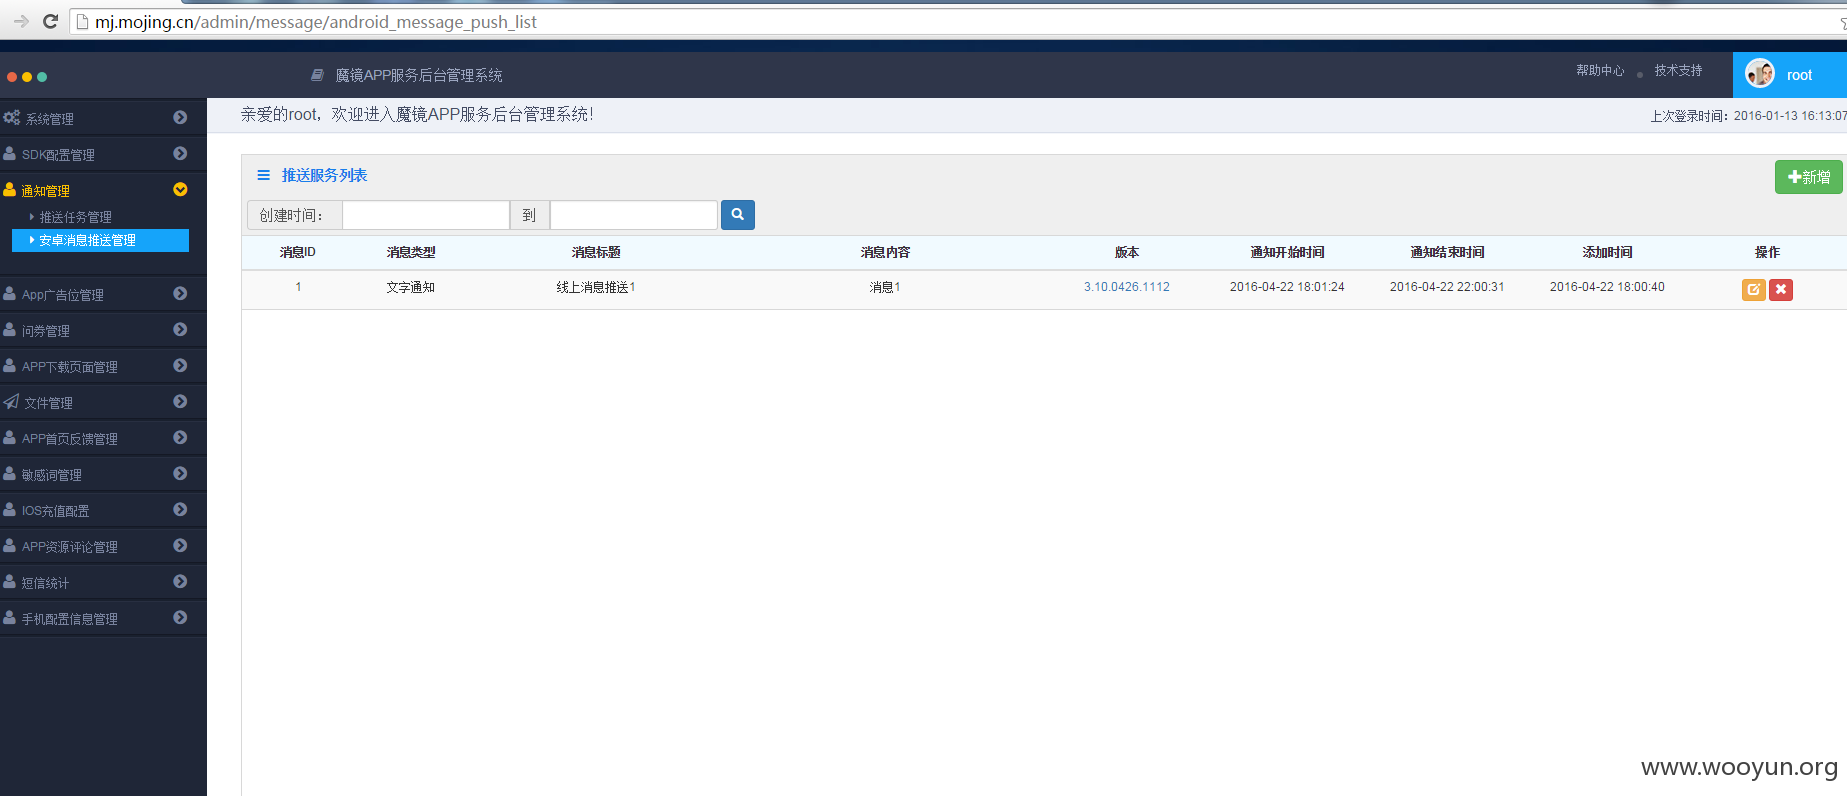 mj.mojing.cn/admin/message/android_message_push_list
魔镜APP服务后台管理系统
帮助中心
技术支持
root
亲爱的root，欢迎进入魔镜APP服务后台管理系统！
上次登录时间：2016-01-13 16:13:07
系统管理
SDK配置管理
通知管理
推送任务管理
安卓消息推送管理
App广告位管理
问券管理
APP下载页面管理
文件管理
APP首页反馈管理
敏感词管理
IOS充值配置
APP资源评论管理
短信统计
手机配置信息管理
推送服务列表
新增
创建时间：
到
消息ID 消息类型 消息标题 消息内容 版本 通知开始时间 通知结束时间 添加时间 操作
1 文字通知 线上消息推送1 消息1 3.10.0426.1112 2016-04-22 18:01:24 2016-04-22 22:00:31 2016-04-22 18:00:40
www.wooyun.org